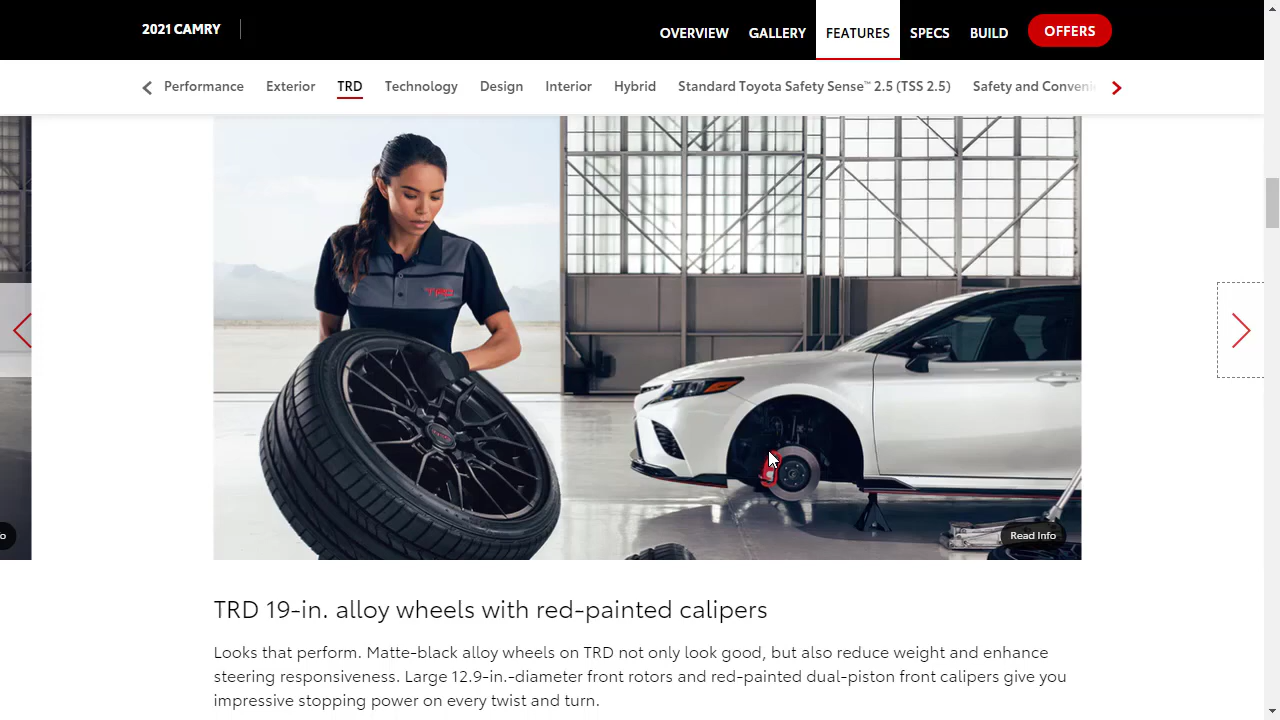 2021 CAMRY
OVERVIEW GALLERY FEATURES SPECS BUILD OFFERS
Performance Exterior TRD Technology Design Interior Hybrid Standard Toyota Safety Sense™ 2.5 (TSS 2.5) Safety and
TRD
TRD
Read Info
TRD 19-in. alloy wheels with red-painted calipers
Looks that perform. Matte-black alloy wheels on TRD not only look good, but also reduce weight and enhance
steering responsiveness. Large 12.9-in.-diameter front rotors and red-painted dual-piston front calipers give you
impressive stopping power on every twist and turn.